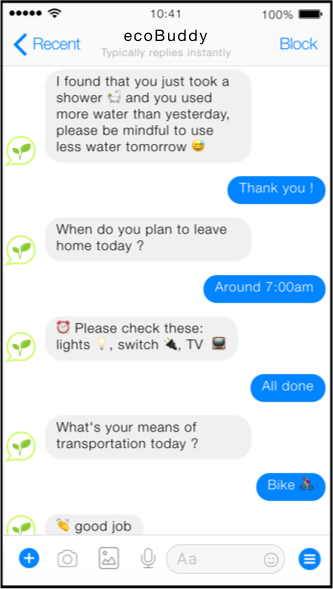 10:41
100%
Recent
ecoBuddy
Typically replies instantly
Block
I found that you just took a
shower 🛀 and you used
more water than yesterday,
please be mindful to use
less water tomorrow 😅
Thank you !
When do you plan to leave
home today ?
Around 7:00am
⏰ Please check these:
lights 💡, switch 🔌, TV 📺
All done
What's your means of
transportation today ?
Bike 🚴
👏 good job
Aa